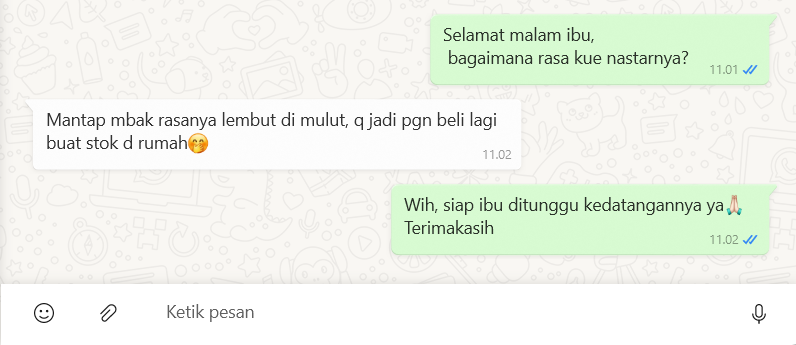 Selamat malam ibu,
bagaimana rasa kue nastarnya?
11.01
Mantap mbak rasanya lembut di mulut, q jadi pgn beli lagi
buat stok d rumah🤭
11.02
Wih, siap ibu ditunggu kedatangannya ya🙏🏻
Terimakasih
11.02
Ketik pesan